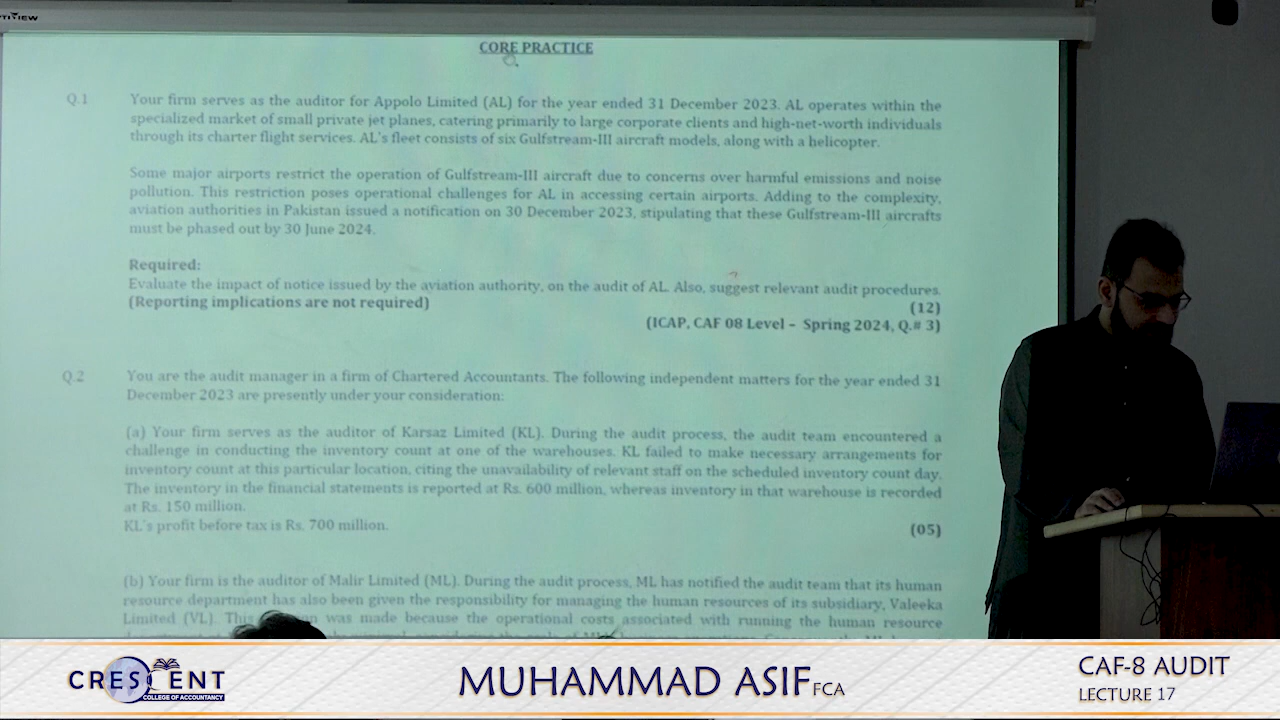 CORE PRACTICE
Q.1 Your firm serves as the auditor for Appolo Limited (AL) for the year ended 31 December 2023. AL operates within the
specialized market of small private jet planes, catering primarily to large corporate clients and high-net-worth individuals
through its charter flight services. AL's fleet consists of six Gulfstream-III aircraft models, along with a helicopter.
Some major airports restrict the operation of Gulfstream-III aircraft due to concerns over harmful emissions and noise
pollution. This restriction poses operational challenges for AL in accessing certain airports. Adding to the complexity,
aviation authorities in Pakistan issued a notification on 30 December 2023, stipulating that these Gulfstream-III aircrafts
must be phased out by 30 June 2024.
Required:
Evaluate the impact of notice issued by the aviation authority, on the audit of AL. Also, suggest relevant audit procedures.
(Reporting implications are not required) (12)
(ICAP, CAF 08 Level – Spring 2024, Q.# 3)
Q.2 You are the audit manager in a firm of Chartered Accountants. The following independent matters for the year ended 31
December 2023 are presently under your consideration:
(a) Your firm serves as the auditor of Karsaz Limited (KL). During the audit process, the audit team encountered a
challenge in conducting the inventory count at one of the warehouses. KL failed to make necessary arrangements for
inventory count at this particular location, citing the unavailability of relevant staff on the scheduled inventory count day.
The inventory in the financial statements is reported at Rs. 600 million, whereas inventory in that warehouse is recorded
at Rs. 150 million.
KL's profit before tax is Rs. 700 million. (05)
(b) Your firm is the auditor of Malir Limited (ML). During the audit process, ML has notified the audit team that its human
resource department has also been given the responsibility for managing the human resources of its subsidiary, Valeeka
Limited (VL). was made because the operational costs associated with running the human resource
CRESCENT
COLLEGE OF ACCOUNTANCY
MUHAMMAD ASIF FCA
CAF-8 AUDIT
LECTURE 17